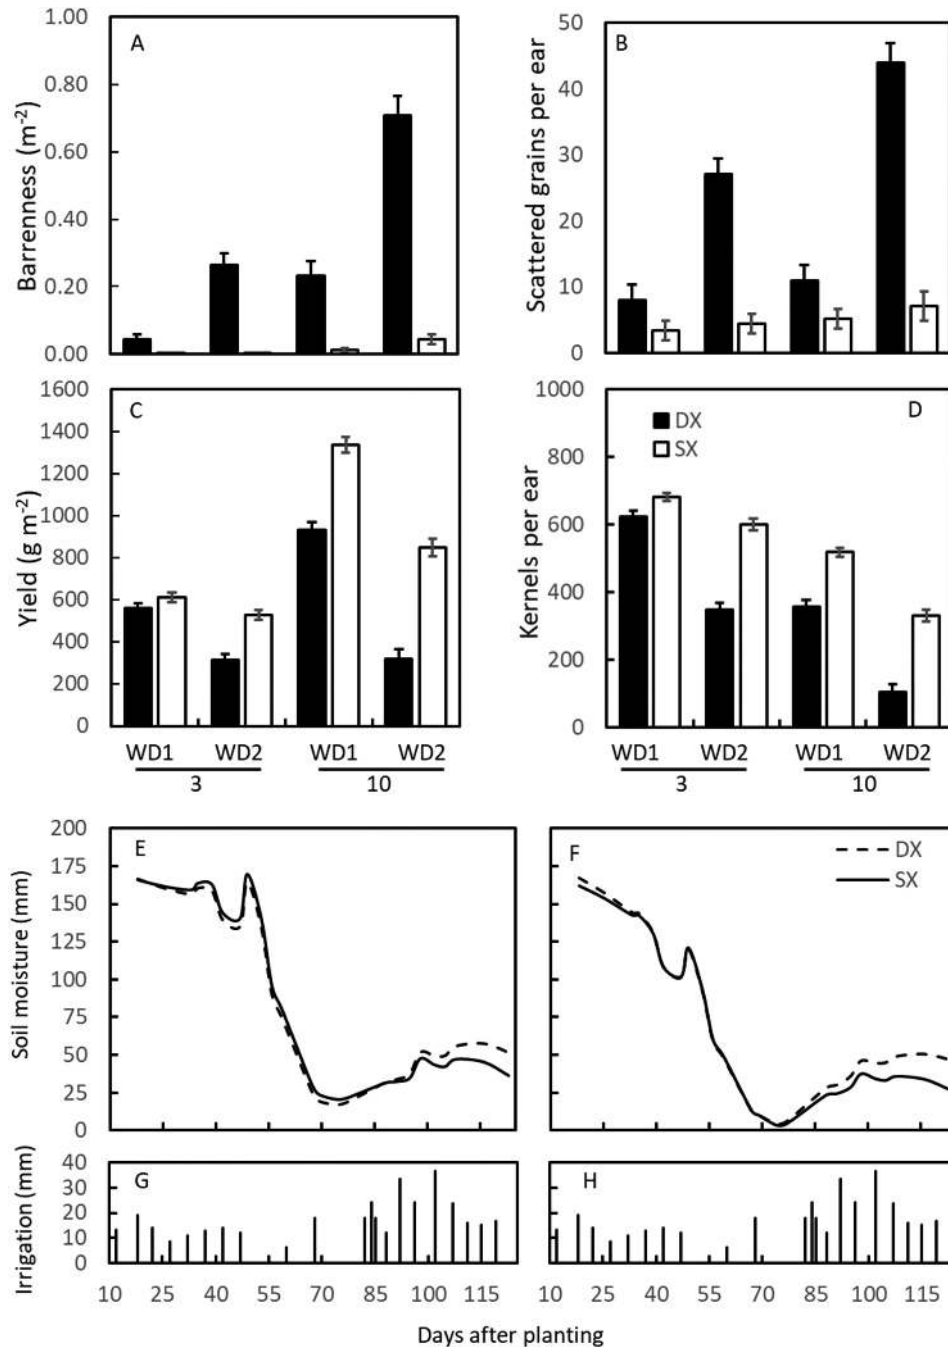 A
Barrenness (m⁻²)
1.00
0.80
0.60
0.40
0.20
0.00
B
Scattered grains per ear
50
40
30
20
10
0
C
Yield (g m⁻²)
1600
1400
1200
1000
800
600
400
200
0
WD1 WD2 WD1 WD2
3 10
D
DX
SX
Kernels per ear
1000
800
600
400
200
0
WD1 WD2 WD1 WD2
3 10
E
Soil moisture (mm)
200
175
150
125
100
75
50
25
0
F
DX
SX
G
Irrigation (mm)
40
30
20
10
0
10 25 40 55 70 85 100 115
H
10 25 40 55 70 85 100 115
Days after planting